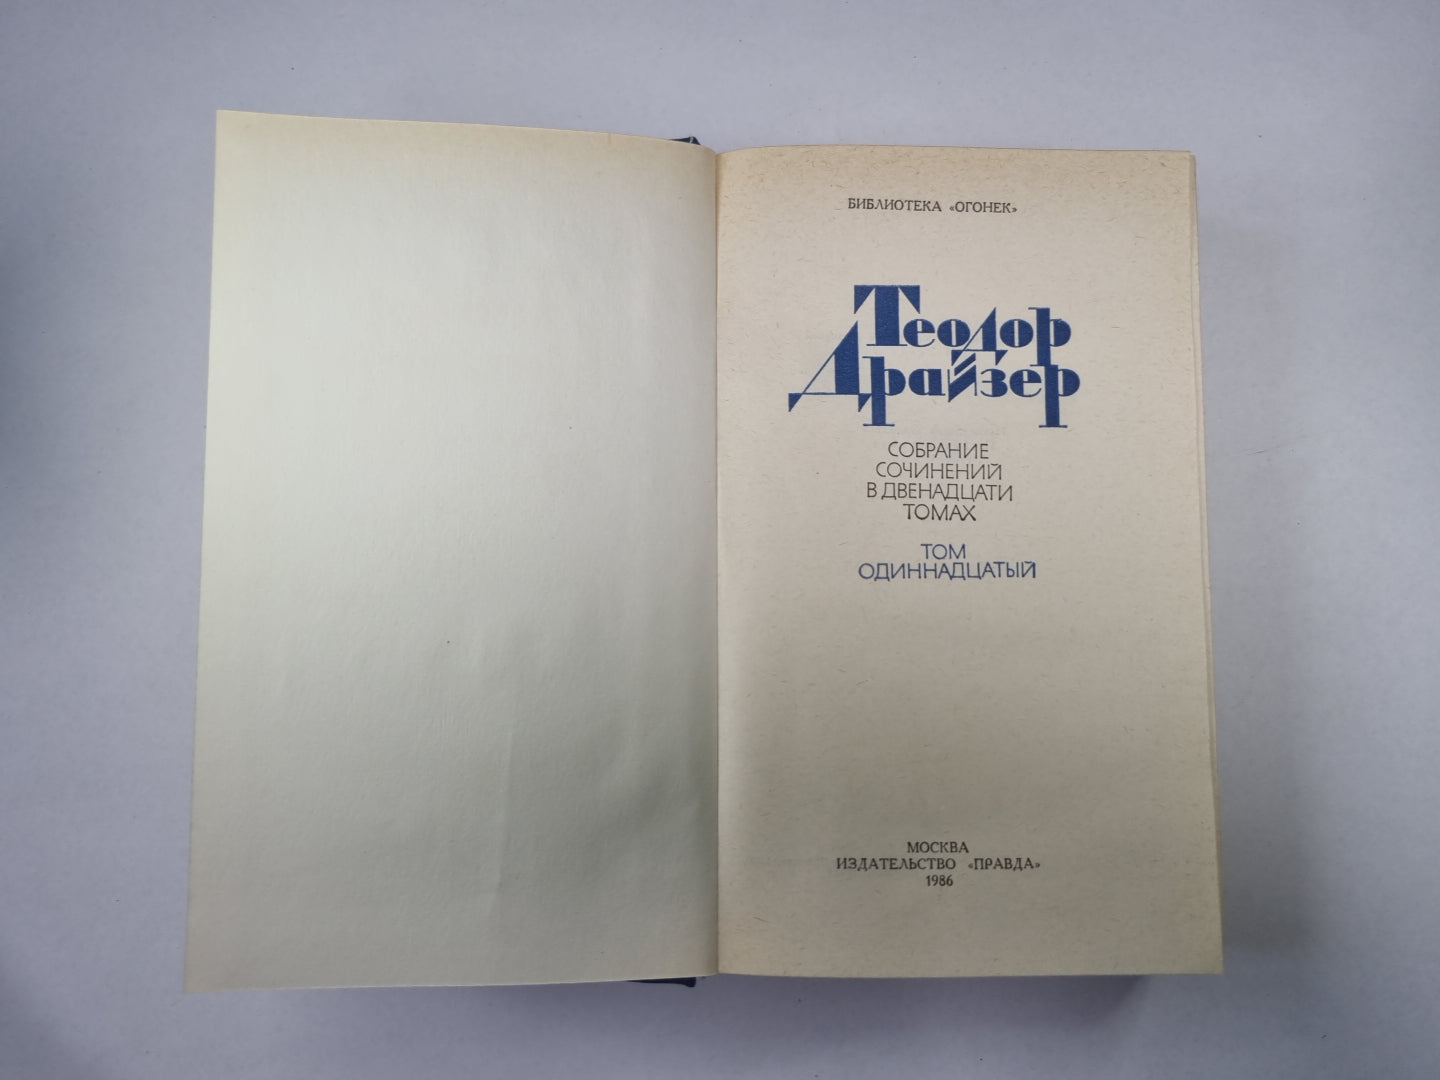 БИБЛИОТЕКА «ОГОНЕК»
Теодор
Драйзер
СОБРАНИЕ
СОЧИНЕНИЙ
В ДВЕНАДЦАТИ
ТОМАХ
ТОМ
ОДИННАДЦАТЫЙ
МОСКВА
ИЗДАТЕЛЬСТВО «ПРАВДА»
1986